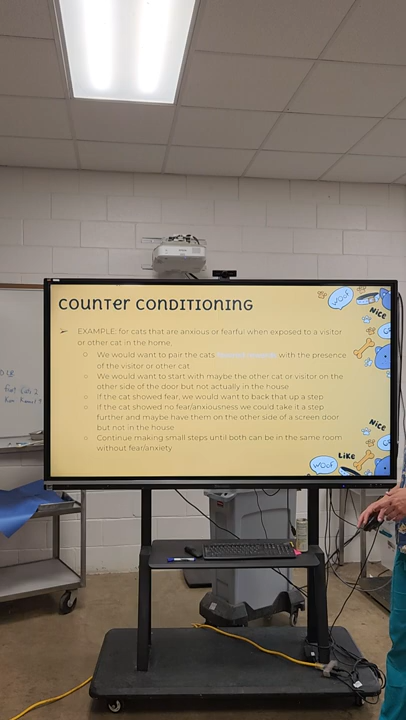 COUNTER CONDITIONING
EXAMPLE: for cats that are anxious or fearful when exposed to a visitor
or other cat in the home.
We would want to pair the cats with the presence
of the visitor or other cat
We would want to start with maybe the other cat or visitor on the
other side of the door but not actually in the house
If the cat showed fear, we would want to back that up a step
If the cat showed no fear/anxiousness we could take it a step
further and maybe have them on the other side of a screen door
but not in the house
Continue making small steps until both can be in the same room
without fear/anxiety
WOOF
NICE
NICE
LIKE
WOOF